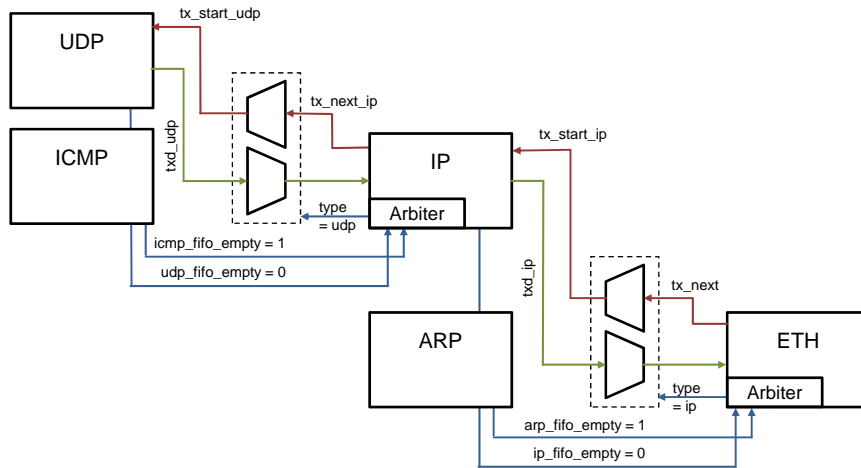 tx_start_udp
UDP
tx_next_ip
txd_udp
ICMP
tx_start_ip
IP
type
= udp
Arbiter
icmp_fifo_empty = 1
udp_fifo_empty = 0
txd_ip
tx_next
ARP
ETH
type
= ip
Arbiter
arp_fifo_empty = 1
ip_fifo_empty = 0